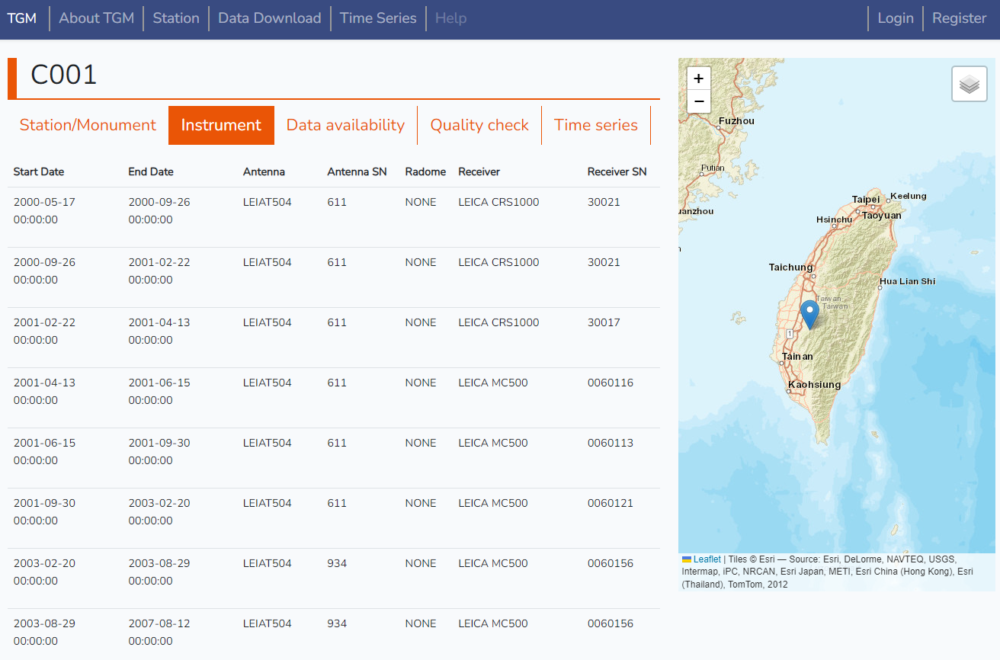 TGM About TGM Station Data Download Time Series Help Login Register
C001
Station/Monument Instrument Data availability Quality check Time series
Start Date End Date Antenna Antenna SN Radome Receiver Receiver SN
2000-05-17 2000-09-26 LEIAT504 611 NONE LEICA CRS1000 30021
00:00:00 00:00:00
2000-09-26 2001-02-22 LEIAT504 611 NONE LEICA CRS1000 30021
00:00:00 00:00:00
2001-02-22 2001-04-13 LEIAT504 611 NONE LEICA CRS1000 30017
00:00:00 00:00:00
2001-04-13 2001-06-15 LEIAT504 611 NONE LEICA MC500 0060116
00:00:00 00:00:00
2001-06-15 2001-09-30 LEIAT504 611 NONE LEICA MC500 0060113
00:00:00 00:00:00
2001-09-30 2003-02-20 LEIAT504 611 NONE LEICA MC500 0060121
00:00:00 00:00:00
2003-02-20 2003-08-29 LEIAT504 934 NONE LEICA MC500 0060156
00:00:00 00:00:00
2003-08-29 2007-08-12 LEIAT504 934 NONE LEICA MC500 0060156
00:00:00 00:00:00
+
−
Fuzhou
Putian
uanzhou
Taipei Keelung
Taoyuan
Hsinchu
Taichung
Hua Lian Shi
Taiwan
Taiwan
1
Tainan
Kaohsiung
Leaflet | Tiles © Esri — Source: Esri, DeLorme, NAVTEQ, USGS,
Intermap, iPC, NRCAN, Esri Japan, METI, Esri China (Hong Kong), Esri
(Thailand), TomTom, 2012